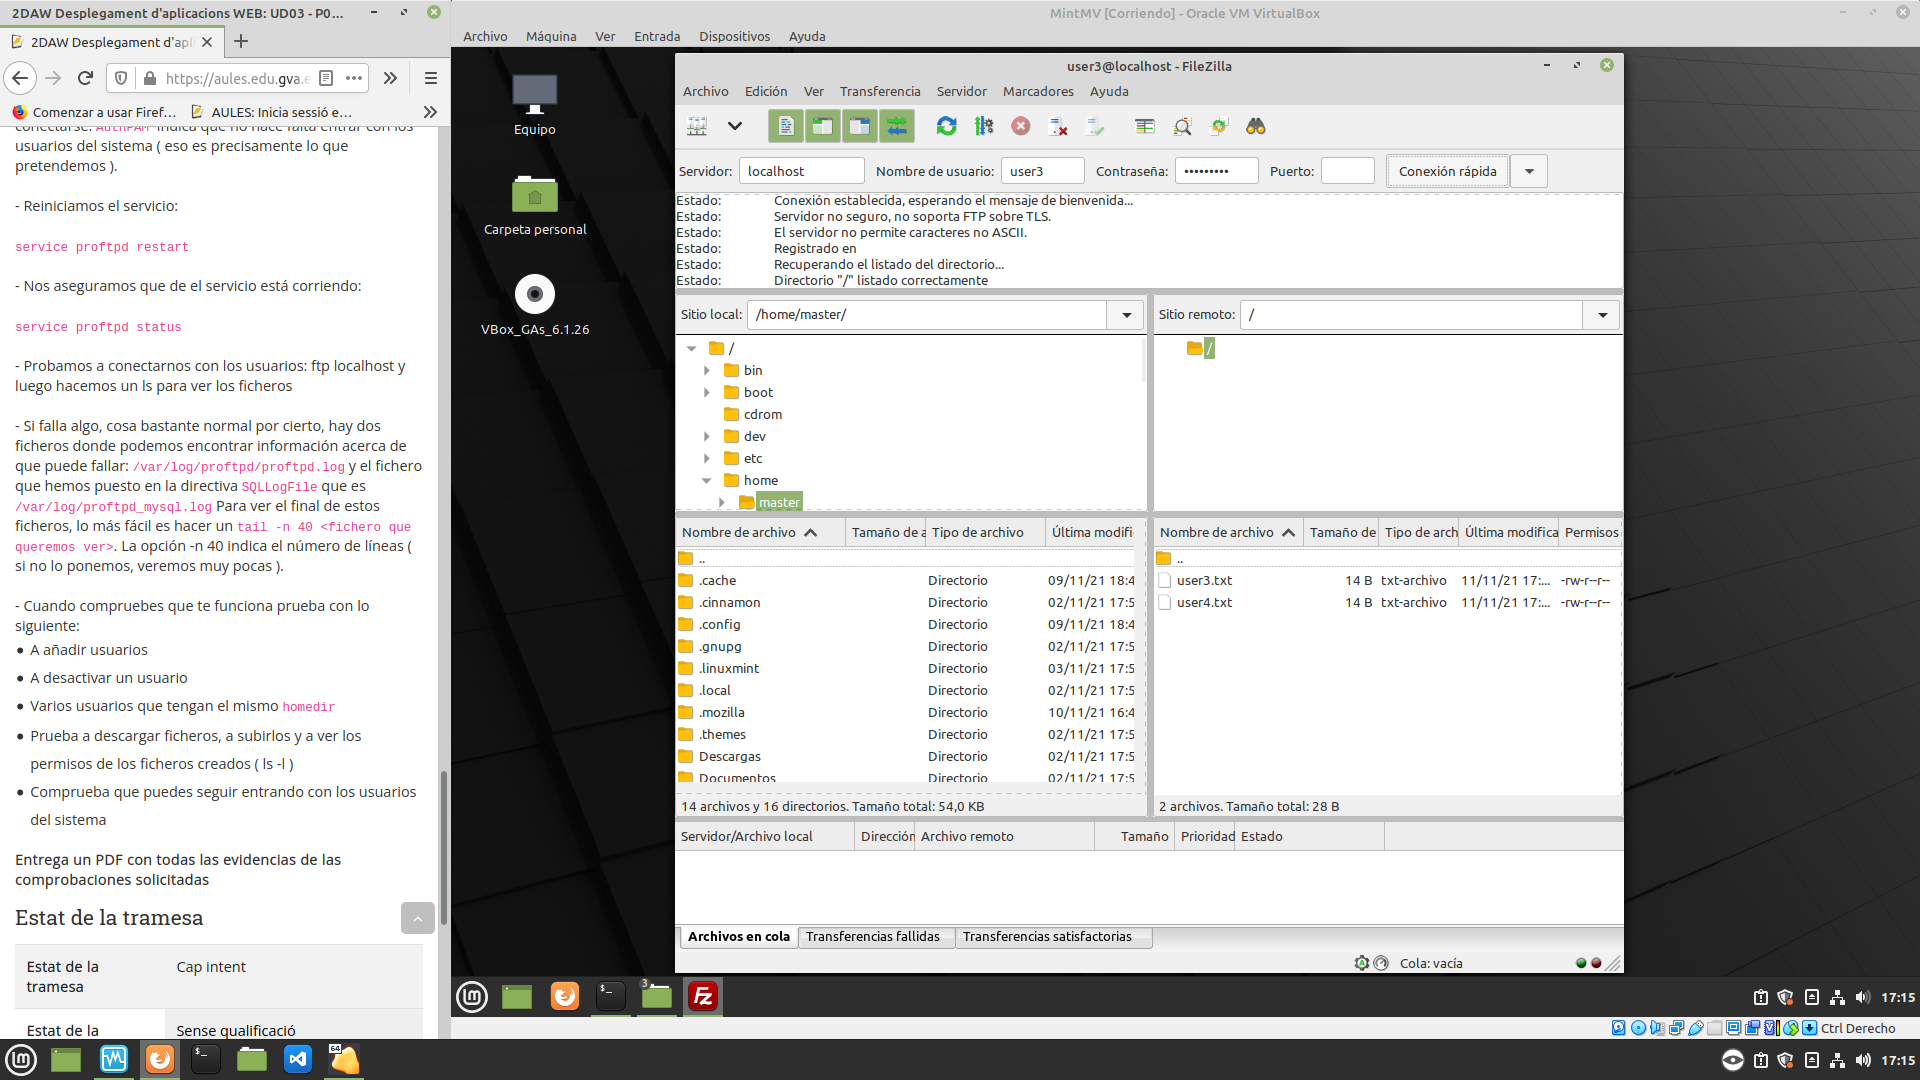 2DAW Desplegament d'aplicacions WEB: UD03 - P0...
2DAW Desplegament d'apl
https://aules.edu.gva.e
Comenzar a usar Firef...
AULES: Inicia sessió e...
conectarse. AuthPAM indica que no hace falta entrar con los
usuarios del sistema ( eso es precisamente lo que
pretendemos ).
- Reiniciamos el servicio:
service proftpd restart
- Nos aseguramos que de el servicio está corriendo:
service proftpd status
- Probamos a conectarnos con los usuarios: ftp localhost y
luego hacemos un ls para ver los ficheros
- Si falla algo, cosa bastante normal por cierto, hay dos
ficheros donde podemos encontrar información acerca de
que puede fallar: /var/log/proftpd/proftpd.log y el fichero
que hemos puesto en la directiva SQLLogFile que es
/var/log/proftpd_mysql.log Para ver el final de estos
ficheros, lo más fácil es hacer un tail -n 40 <fichero que
queremos ver>. La opción -n 40 indica el número de líneas (
si no lo ponemos, veremos muy pocas ).
- Cuando compruebes que te funciona prueba con lo
siguiente:
• A añadir usuarios
• A desactivar un usuario
• Varios usuarios que tengan el mismo homedir
• Prueba a descargar ficheros, a subirlos y a ver los
permisos de los ficheros creados ( ls -l )
• Comprueba que puedes seguir entrando con los usuarios
del sistema
Entrega un PDF con todas las evidencias de las
comprobaciones solicitadas
Estat de la tramesa
Estat de la Cap intent
tramesa
Estat de la Sense qualificació
MintMV [Corriendo] - Oracle VM VirtualBox
Archivo Máquina Ver Entrada Dispositivos Ayuda
Equipo
Carpeta personal
VBox_GAs_6.1.26
user3@localhost - FileZilla
Archivo Edición Ver Transferencia Servidor Marcadores Ayuda
Servidor: localhost Nombre de usuario: user3 Contraseña: ••••••••• Puerto: Conexión rápida
Estado: Conexión establecida, esperando el mensaje de bienvenida...
Estado: Servidor no seguro, no soporta FTP sobre TLS.
Estado: El servidor no permite caracteres no ASCII.
Estado: Registrado en
Estado: Recuperando el listado del directorio...
Estado: Directorio "/" listado correctamente
Sitio local: /home/master/
/
bin
boot
cdrom
dev
etc
home
master
Sitio remoto: /
/
Nombre de archivo Tamaño de a Tipo de archivo Última modifi
..
.cache Directorio 09/11/21 18:4
.cinnamon Directorio 02/11/21 17:5
.config Directorio 09/11/21 18:4
.gnupg Directorio 02/11/21 17:5
.linuxmint Directorio 03/11/21 17:5
.local Directorio 02/11/21 17:5
.mozilla Directorio 10/11/21 16:4
.themes Directorio 02/11/21 17:5
Descargas Directorio 02/11/21 17:5
Documentos Directorio 02/11/21 17:5
14 archivos y 16 directorios. Tamaño total: 54,0 KB
Nombre de archivo Tamaño de Tipo de arch Última modifica Permisos
..
user3.txt 14 B txt-archivo 11/11/21 17:... -rw-r--r--
user4.txt 14 B txt-archivo 11/11/21 17:... -rw-r--r--
2 archivos. Tamaño total: 28 B
Servidor/Archivo local Dirección Archivo remoto Tamaño Prioridad Estado
Archivos en cola Transferencias fallidas Transferencias satisfactorias
Cola: vacía
3
17:15
Ctrl Derecho
64
17:15